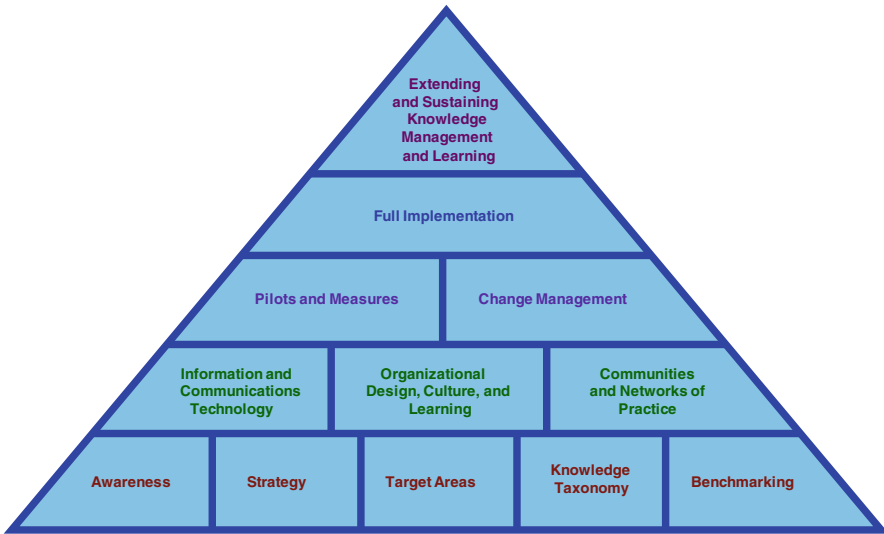 Extending
and Sustaining
Knowledge
Management
and Learning
Full Implementation
Pilots and Measures
Change Management
Information and
Communications
Technology
Organizational
Design, Culture, and
Learning
Communities
and Networks of
Practice
Awareness
Strategy
Target Areas
Knowledge
Taxonomy
Benchmarking